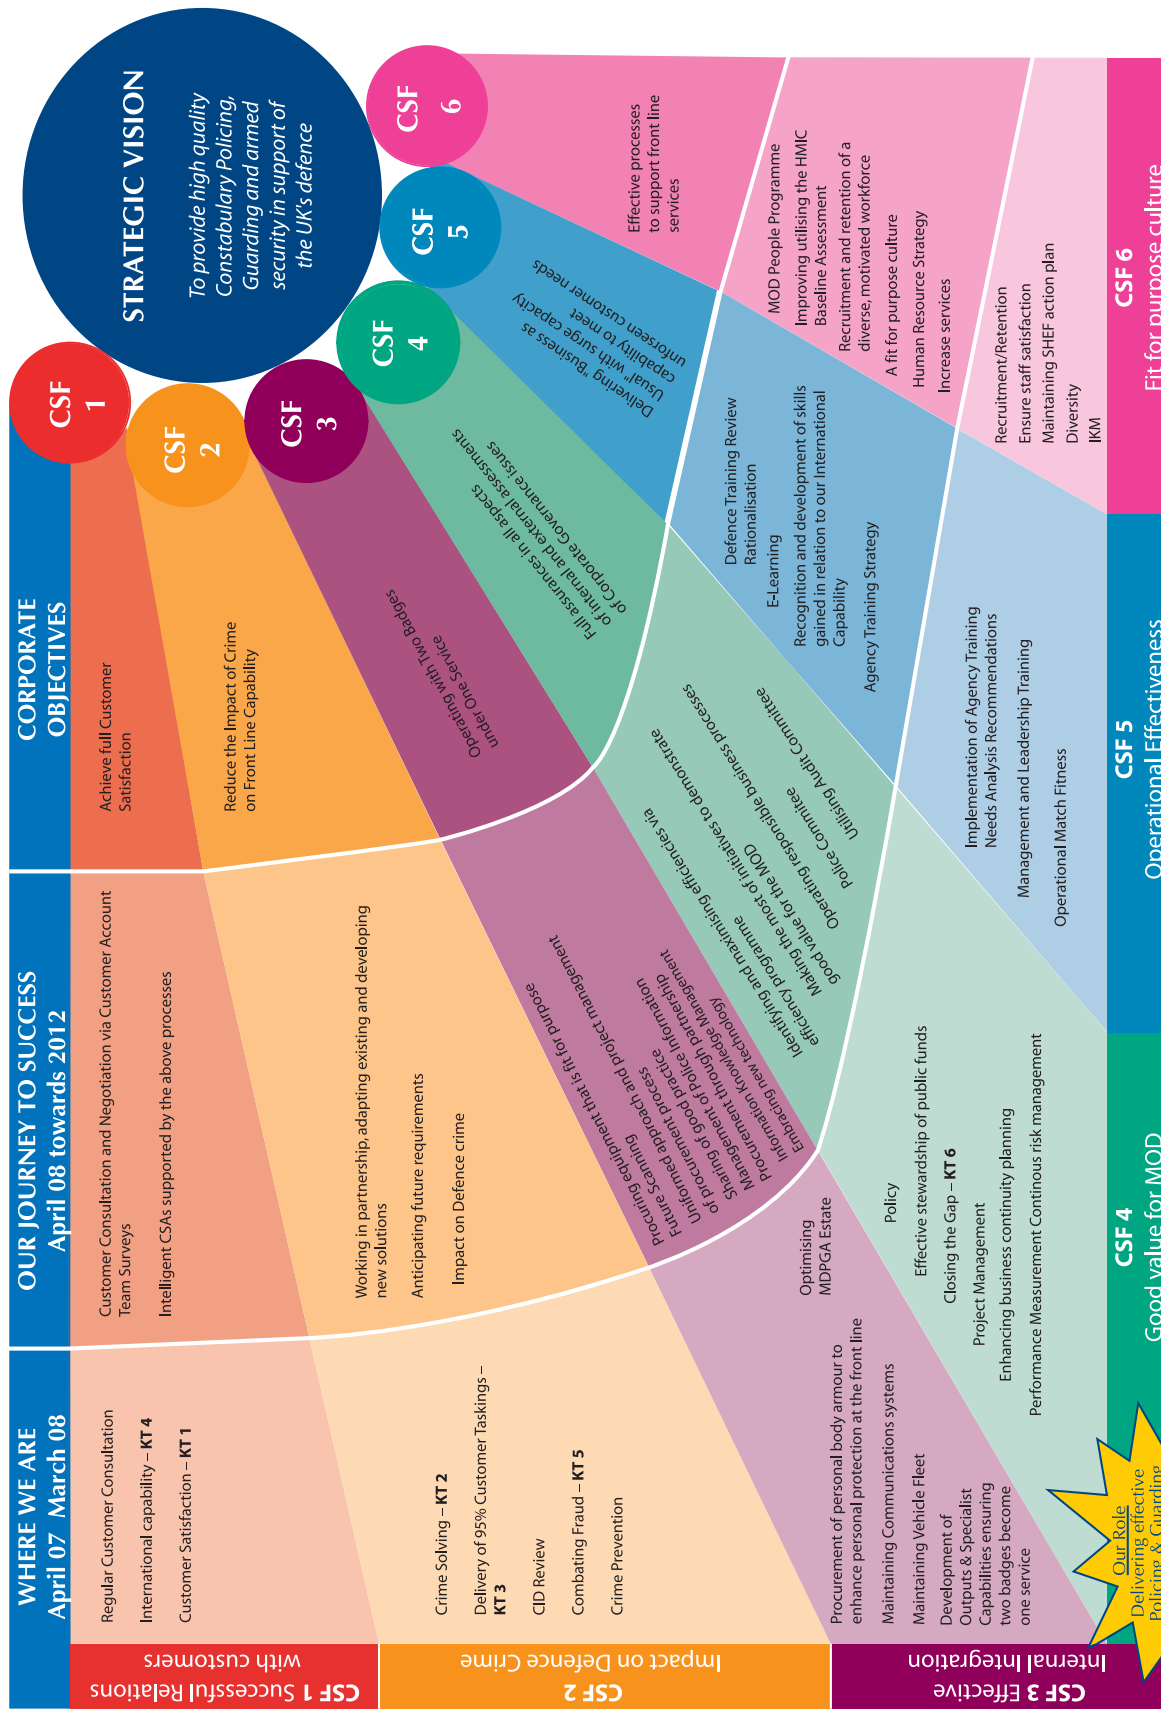 WHERE WE ARE
April 07 March 08
OUR JOURNEY TO SUCCESS
April 08 towards 2012
CORPORATE
OBJECTIVES
STRATEGIC VISION
To provide high quality
Constabulary Policing,
Guarding and armed
security in support of
the UK's defence
CSF
1
CSF
2
CSF
3
CSF
4
CSF
5
CSF
6
CSF 1 Successful Relations
with customers
Regular Customer Consultation
International capability – KT 4
Customer Satisfaction – KT 1
Customer Consultation and Negotiation via Customer Account
Team Surveys
Intelligent CSAs supported by the above processes
Achieve full Customer
Satisfaction
CSF 2
Impact on Defence Crime
Crime Solving – KT 2
Delivery of 95% Customer Taskings –
KT 3
CID Review
Combating Fraud – KT 5
Crime Prevention
Working in partnership, adapting existing and developing
new solutions
Anticipating future requirements
Impact on Defence crime
Reduce the Impact of Crime
on Front Line Capability
CSF 3 Effective
Internal Integration
Procurement of personal body armour to
enhance personal protection at the front line
Maintaining Communications systems
Maintaining Vehicle Fleet
Development of
Outputs & Specialist
Capabilities ensuring
two badges become
one service
Optimising
MDPGA Estate
Procuring equipment that is fit for purpose
Future Scanning
Uniformed approach and project management
of procurement process
Sharing of good practice
Management of Police Information
Procurement through partnership
Information Knowledge Management
Embracing new technology
Operating with Two Badges
under One Service
CSF 4
Good value for MOD
Policy
Effective stewardship of public funds
Closing the Gap – KT 6
Project Management
Enhancing business continuity planning
Performance Measurement Continous risk management
Identifying and maximising efficiencies via
efficiency programme
Making the most of initiatives to demonstrate
good value for the MOD
Operating responsible business processes
Police Committee
Utilising Audit Committee
Full assurances in all aspects
of internal and external assessments
of Corporate Governance issues
CSF 5
Operational Effectiveness
Implementation of Agency Training
Needs Analysis Recommendations
Management and Leadership Training
Operational Match Fitness
Defence Training Review
Rationalisation
E-Learning
Recognition and development of skills
gained in relation to our International
Capability
Agency Training Strategy
Delivering "Business as
Usual" with surge capacity
capability to meet
unforseen customer needs
CSF 6
Fit for purpose culture
Recruitment/Retention
Ensure staff satisfaction
Maintaining SHEF action plan
Diversity
IKM
MOD People Programme
Improving utilising the HMIC
Baseline Assessment
Recruitment and retention of a
diverse, motivated workforce
A fit for purpose culture
Human Resource Strategy
Increase services
Effective processes
to support front line
services
Our Role
Delivering effective
Policing & Guarding